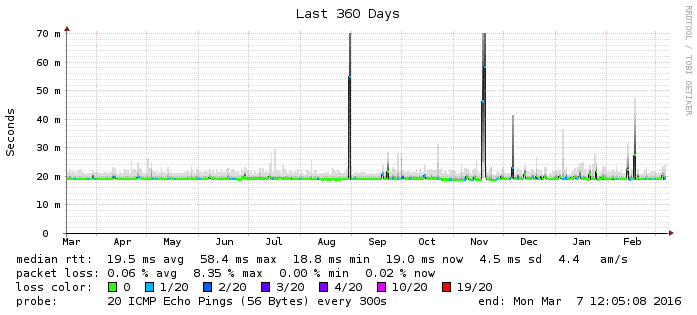 Last 360 Days
RRDTOOL / TOBI OETIKER
Seconds
70 m
60 m
50 m
40 m
30 m
20 m
10 m
0
Mar Apr May Jun Jul Aug Sep Oct Nov Dec Jan Feb
median rtt: 19.5 ms avg 58.4 ms max 18.8 ms min 19.0 ms now 4.5 ms sd 4.4 am/s
packet loss: 0.06 % avg 8.35 % max 0.00 % min 0.02 % now
loss color: 0 1/20 2/20 3/20 4/20 10/20 19/20
probe: 20 ICMP Echo Pings (56 Bytes) every 300s end: Mon Mar 7 12:05:08 2016